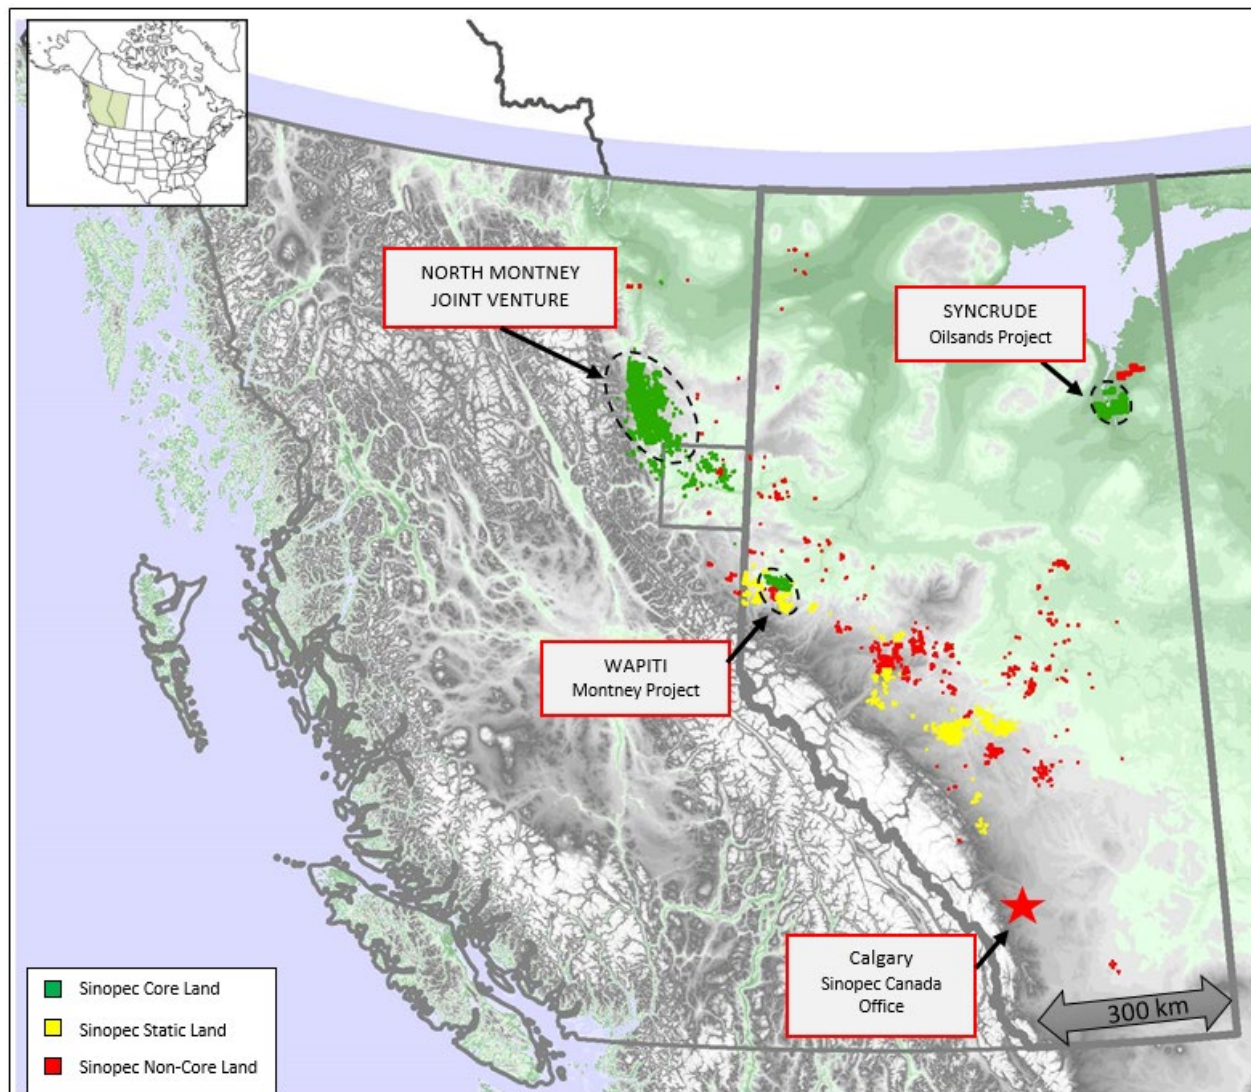 NORTH MONTNEY
JOINT VENTURE
SYNCRUDE
Oilsands Project
WAPITI
Montney Project
Calgary
Sinopec Canada
Office
300 km
Sinopec Core Land
Sinopec Static Land
Sinopec Non-Core Land